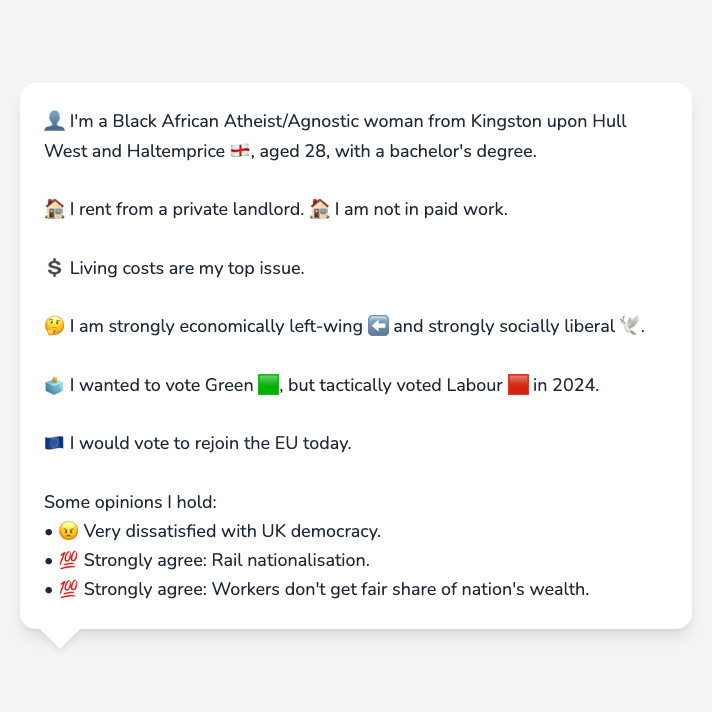 👤 I'm a Black African Atheist/Agnostic woman from Kingston upon Hull
West and Haltemprice 🏴󠁧󠁢󠁥󠁮󠁧󠁿, aged 28, with a bachelor's degree.
🏠 I rent from a private landlord. 🏠 I am not in paid work.
💲 Living costs are my top issue.
🤔 I am strongly economically left-wing ⬅️ and strongly socially liberal 🕊️.
🗳️ I wanted to vote Green 🟩, but tactically voted Labour 🟥 in 2024.
🇪🇺 I would vote to rejoin the EU today.
Some opinions I hold:
• 😠 Very dissatisfied with UK democracy.
• 💯 Strongly agree: Rail nationalisation.
• 💯 Strongly agree: Workers don't get fair share of nation's wealth.